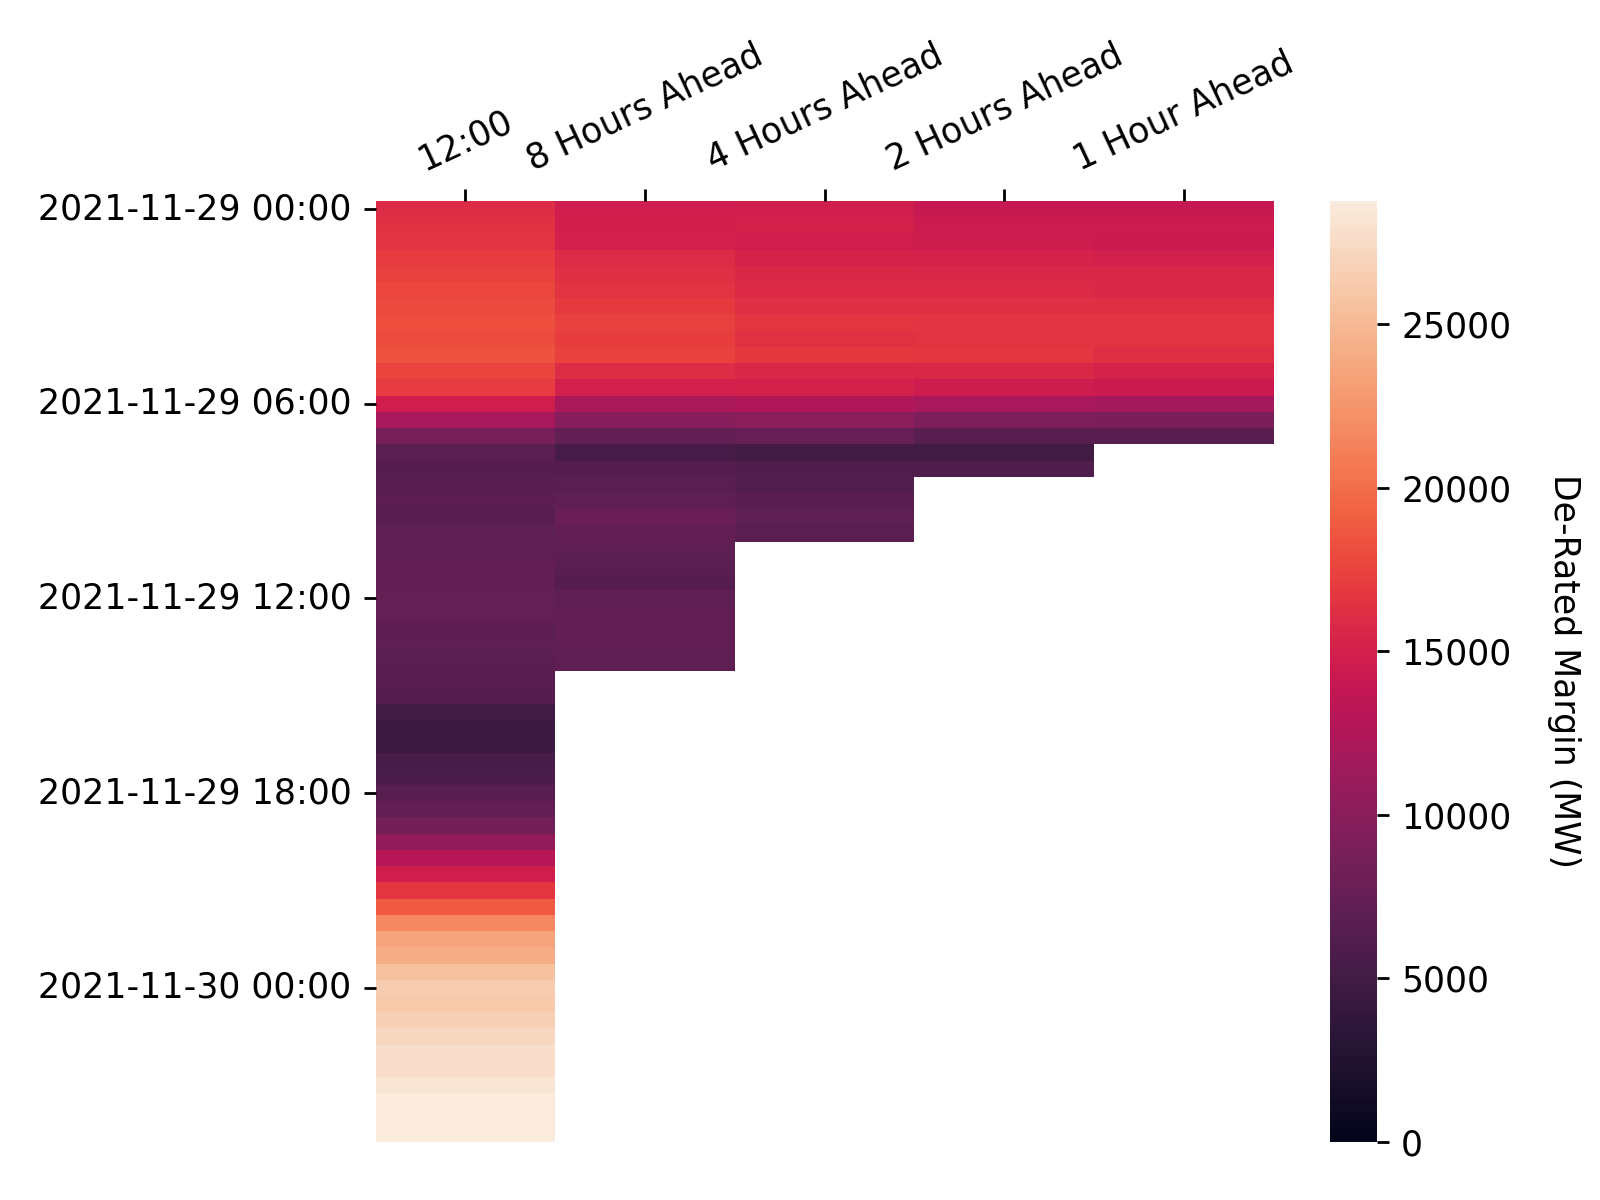 12:00
8 Hours Ahead
4 Hours Ahead
2 Hours Ahead
1 Hour Ahead
2021-11-29 00:00
2021-11-29 06:00
2021-11-29 12:00
2021-11-29 18:00
2021-11-30 00:00
25000
20000
15000
10000
5000
0
De-Rated Margin (MW)